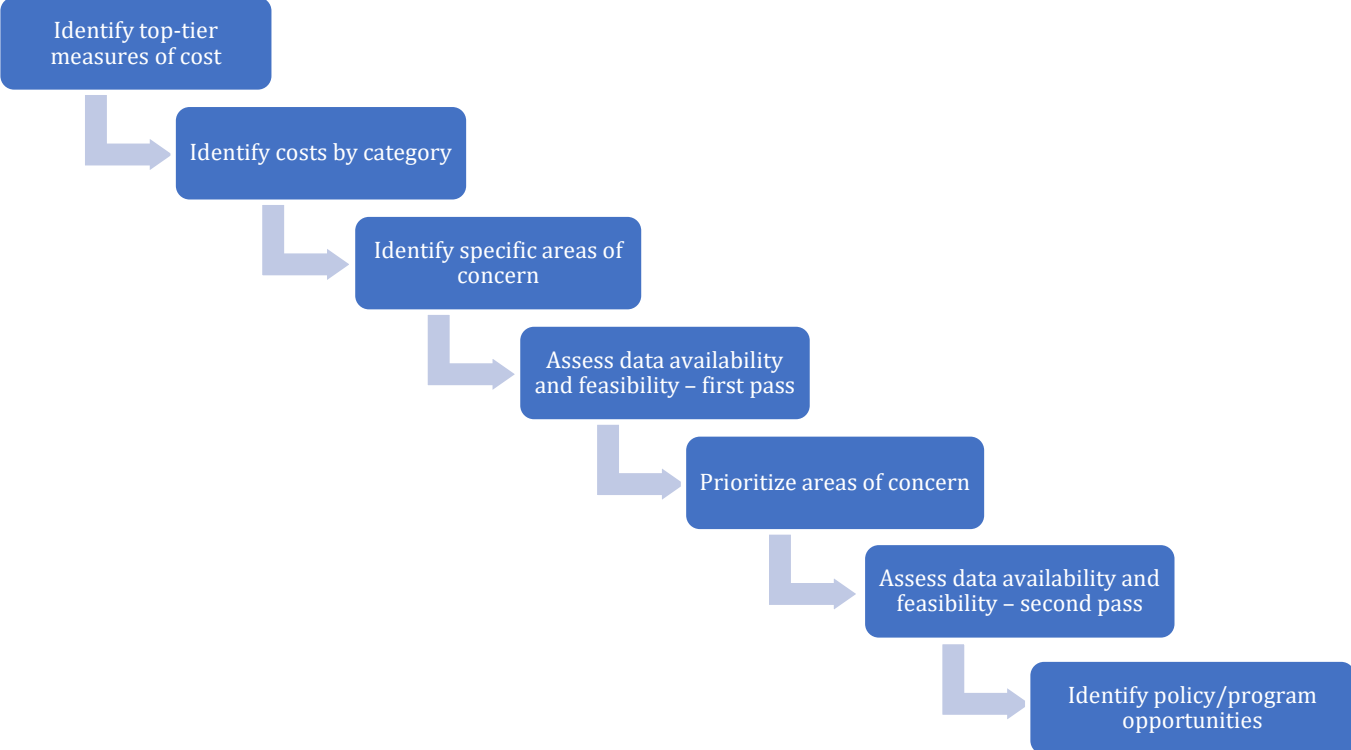 Identify top-tier
measures of cost
Identify costs by category
Identify specific areas of
concern
Assess data availability
and feasibility – first pass
Prioritize areas of concern
Assess data availability and
feasibility – second pass
Identify policy/program
opportunities